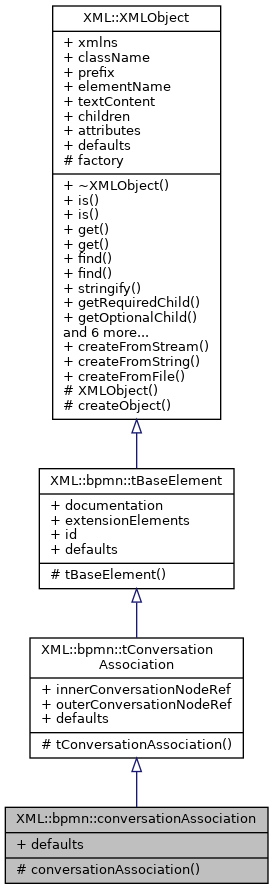 XML::XMLObject
+ xmlns
+ className
+ prefix
+ elementName
+ textContent
+ children
+ attributes
+ defaults
# factory
+ ~XMLObject()
+ is()
+ is()
+ get()
+ get()
+ find()
+ find()
+ stringify()
+ getRequiredChild()
+ getOptionalChild()
and 6 more...
+ createFromStream()
+ createFromString()
+ createFromFile()
# XMLObject()
# createObject()
XML::bpmn::tBaseElement
+ documentation
+ extensionElements
+ id
+ defaults
# tBaseElement()
XML::bpmn::tConversation
Association
+ innerConversationNodeRef
+ outerConversationNodeRef
+ defaults
# tConversationAssociation()
XML::bpmn::conversationAssociation
+ defaults
# conversationAssociation()